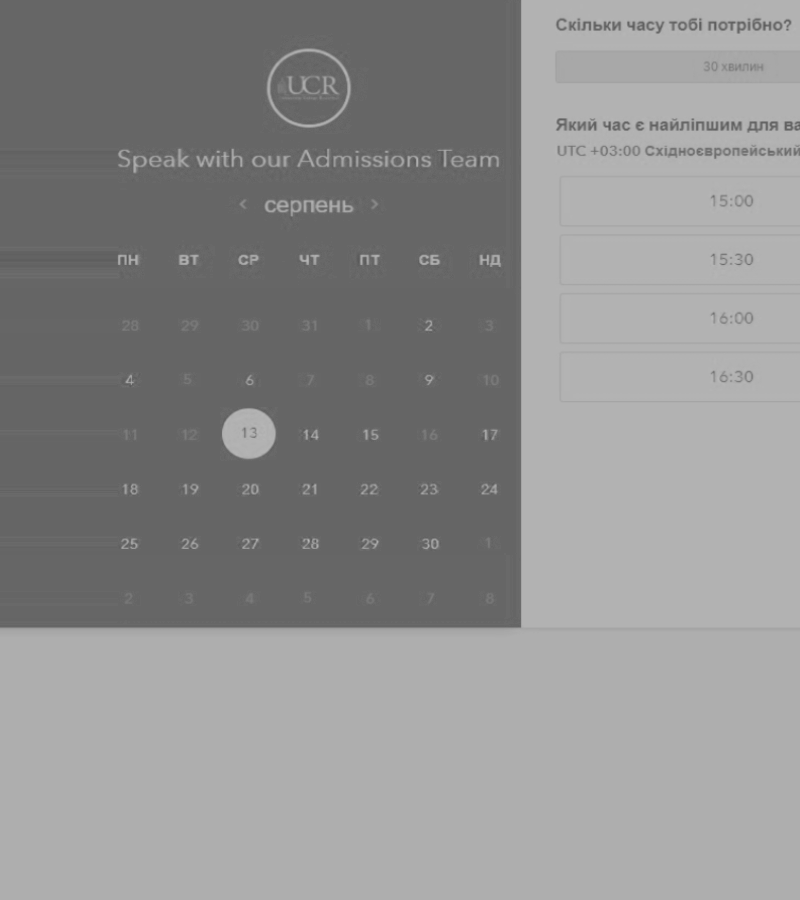 UCR
Speak with our Admissions Team
серпень
ПН ВТ СР ЧТ ПТ СБ НД
28 29 30 31 1 2 3
4 5 6 7 8 9 10
11 12 13 14 15 16 17
18 19 20 21 22 23 24
25 26 27 28 29 30 1
2 3 4 5 6 7 8
Скільки часу тобі потрібно?
30 хвилин
Який час є найліпшим для ва
UTC +03:00 Східноєвропейський
15:00
15:30
16:00
16:30